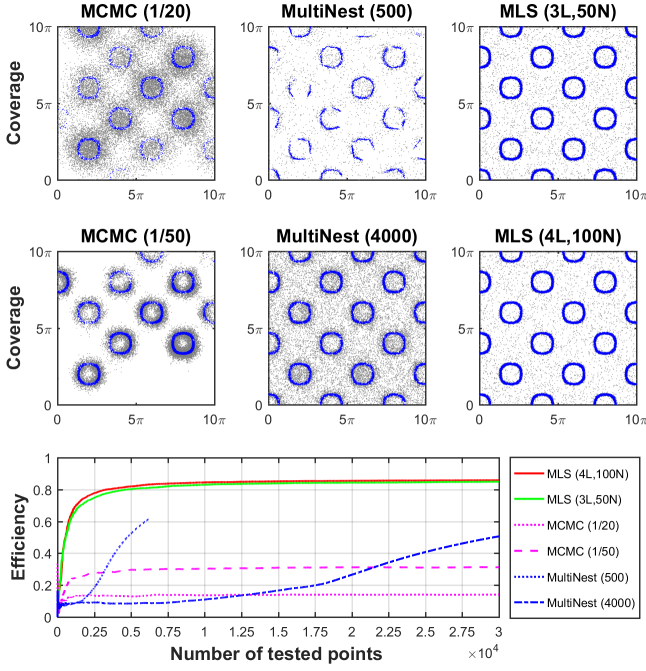 MCMC (1/20) MultiNest (500) MLS (3L,50N)
10π 10π 10π
Coverage
5π 5π 5π
0 0 0
0 5π 10π 0 5π 10π 0 5π 10π
MCMC (1/50) MultiNest (4000) MLS (4L,100N)
10π 10π 10π
Coverage
5π 5π 5π
0 0 0
0 5π 10π 0 5π 10π 0 5π 10π
Efficiency
1
0.8
0.6
0.4
0.2
0
0 0.25 0.5 0.75 1 1.25 1.5 1.75 2 2.25 2.5 2.75 3
Number of tested points
×10⁴
MLS (4L,100N)
MLS (3L,50N)
MCMC (1/20)
MCMC (1/50)
MultiNest (500)
MultiNest (4000)